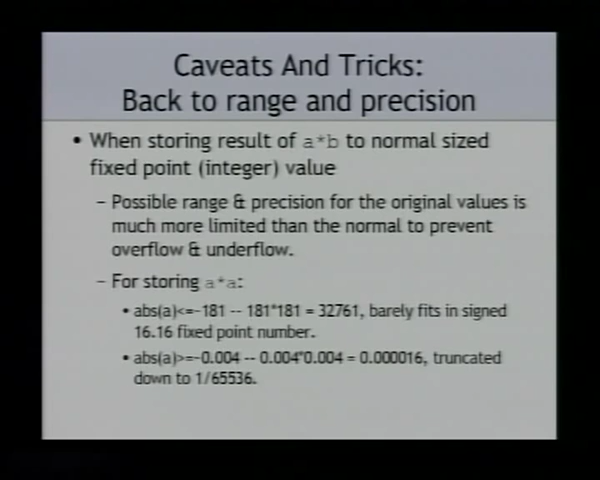 Caveats And Tricks:
Back to range and precision
• When storing result of a*b to normal sized
fixed point (integer) value
– Possible range & precision for the original values is
much more limited than the normal to prevent
overflow & underflow.
– For storing a*a:
• abs(a)<=~181 -- 181*181 = 32761, barely fits in signed
16.16 fixed point number.
• abs(a)>=~0.004 -- 0.004*0.004 = 0.000016, truncated
down to 1/65536.